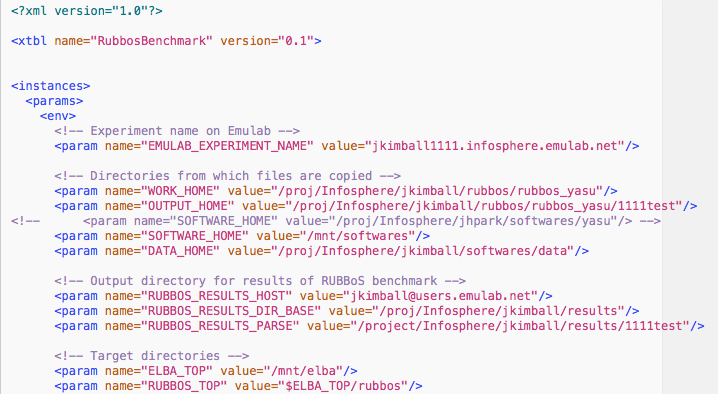 <?xml version="1.0"?>
<xtbl name="RubbosBenchmark" version="0.1">
<instances>
<params>
<env>
<!-- Experiment name on Emulab -->
<param name="EMULAB_EXPERIMENT_NAME" value="jkimball1111.infosphere.emulab.net"/>
<!-- Directories from which files are copied -->
<param name="WORK_HOME" value="/proj/Infosphere/jkimball/rubbos/rubbos_yasu"/>
<param name="OUTPUT_HOME" value="/proj/Infosphere/jkimball/rubbos/rubbos_yasu/1111test"/>
<!--      <param name="SOFTWARE_HOME" value="/proj/Infosphere/jhpark/softwares/yasu"/> -->
<param name="SOFTWARE_HOME" value="/mnt/softwares"/>
<param name="DATA_HOME" value="/proj/Infosphere/jkimball/softwares/data"/>
<!-- Output directory for results of RUBBoS benchmark -->
<param name="RUBBOS_RESULTS_HOST" value="jkimball@users.emulab.net"/>
<param name="RUBBOS_RESULTS_DIR_BASE" value="/proj/Infosphere/jkimball/results"/>
<param name="RUBBOS_RESULTS_PARSE" value="/project/Infosphere/jkimball/results/1111test"/>
<!-- Target directories -->
<param name="ELBA_TOP" value="/mnt/elba"/>
<param name="RUBBOS_TOP" value="$ELBA_TOP/rubbos"/>